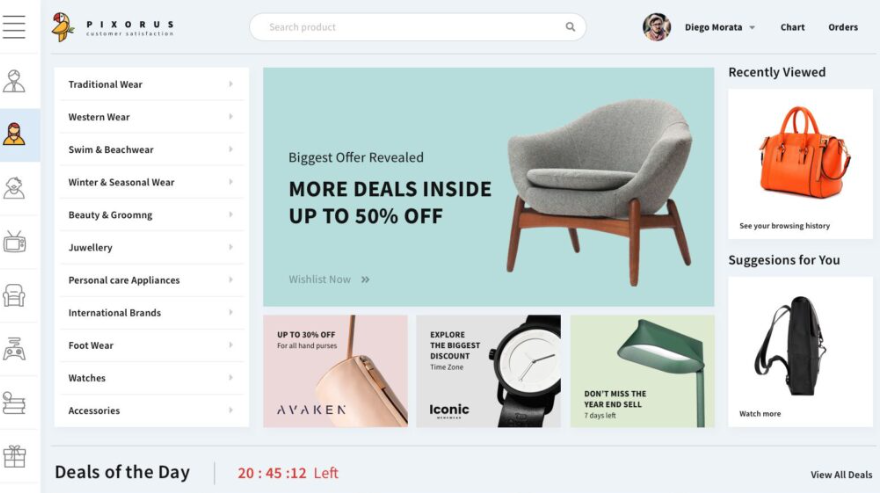 PIXORUS
customer satisfaction
Search product
Diego Morata
Chart
Orders
Traditional Wear
Western Wear
Swim & Beachwear
Winter & Seasonal Wear
Beauty & Groomng
Juwellery
Personal care Appliances
International Brands
Foot Wear
Watches
Accessories
Biggest Offer Revealed
MORE DEALS INSIDE
UP TO 50% OFF
Wishlist Now »
UP TO 30% OFF
For all hand purses
AVAKEN
EXPLORE
THE BIGGEST
DISCOUNT
Time Zone
Iconic
DON'T MISS THE
YEAR END SELL
7 days left
Recently Viewed
See your browsing history
Suggesions for You
Watch more
Deals of the Day
20 : 45 : 12 Left
View All Deals